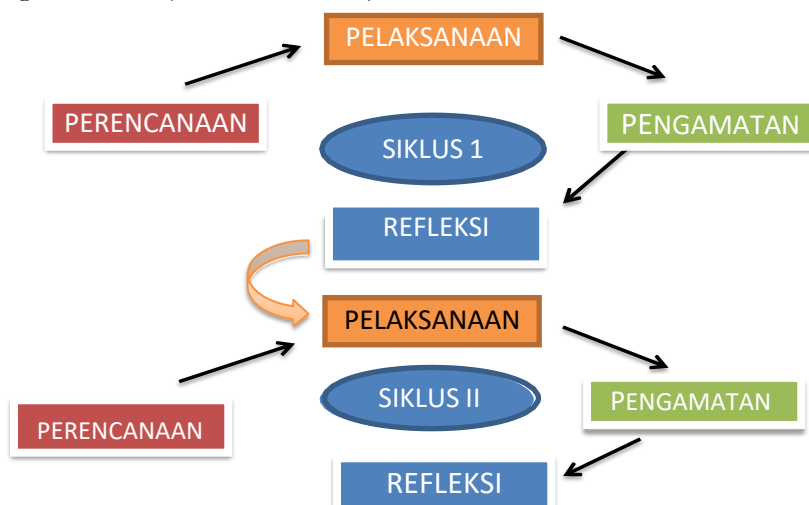 PELAKSANAAN
PERENCANAAN
PENGAMATAN
SIKLUS 1
REFLEKSI
PELAKSANAAN
SIKLUS II
PENGAMATAN
PERENCANAAN
REFLEKSI